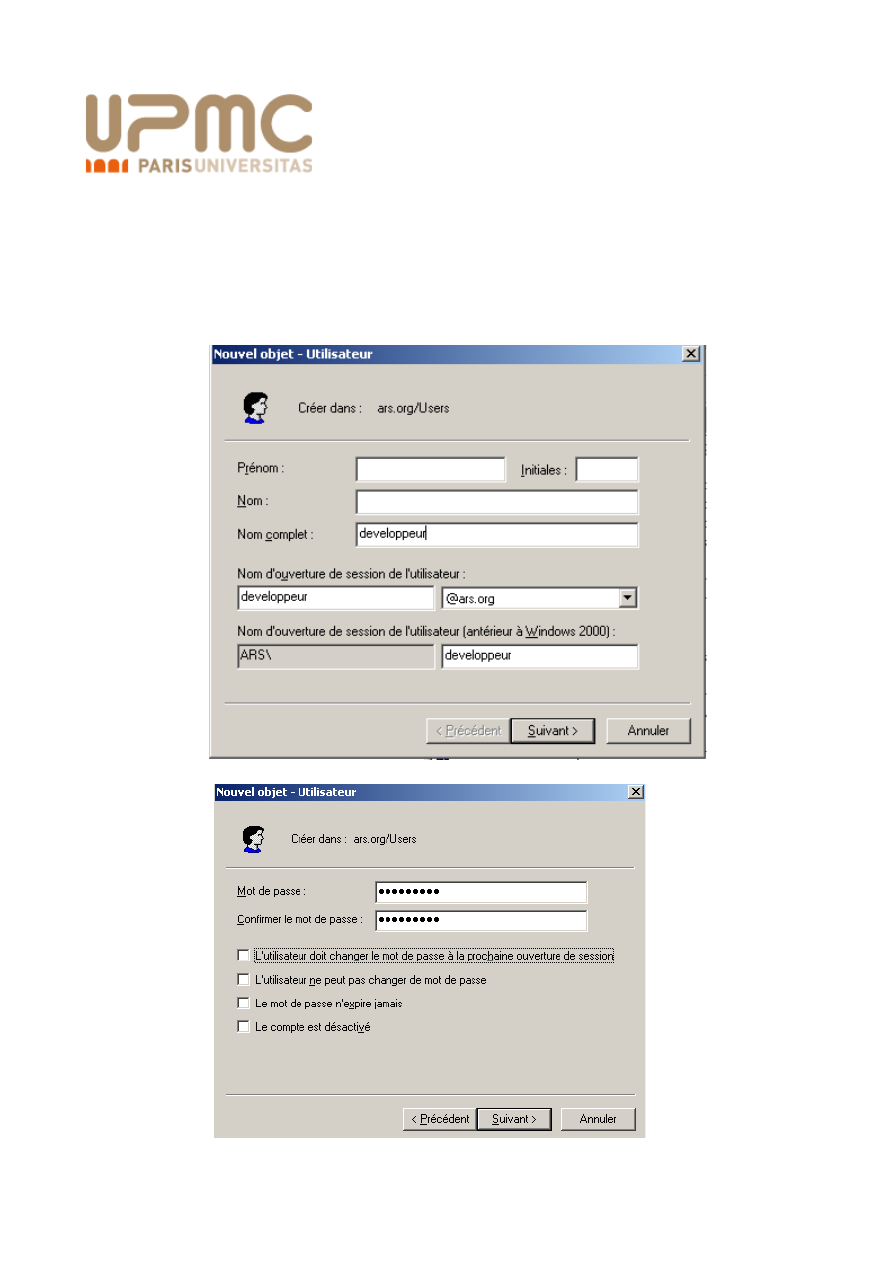 UPMC
PARISUNIVERSITAS
Nouvel objet - Utilisateur
Créer dans : ars.org/Users
Prénom :
Initiales :
Nom :
Nom complet : developpeur
Nom d'ouverture de session de l'utilisateur :
developpeur @ars.org
Nom d'ouverture de session de l'utilisateur (antérieur à Windows 2000) :
ARS\ developpeur
< Précédent Suivant > Annuler
Nouvel objet - Utilisateur
Créer dans : ars.org/Users
Mot de passe : •••••••••
Confirmer le mot de passe : •••••••••
L'utilisateur doit changer le mot de passe à la prochaine ouverture de session
L'utilisateur ne peut pas changer de mot de passe
Le mot de passe n'expire jamais
Le compte est désactivé
< Précédent Suivant > Annuler